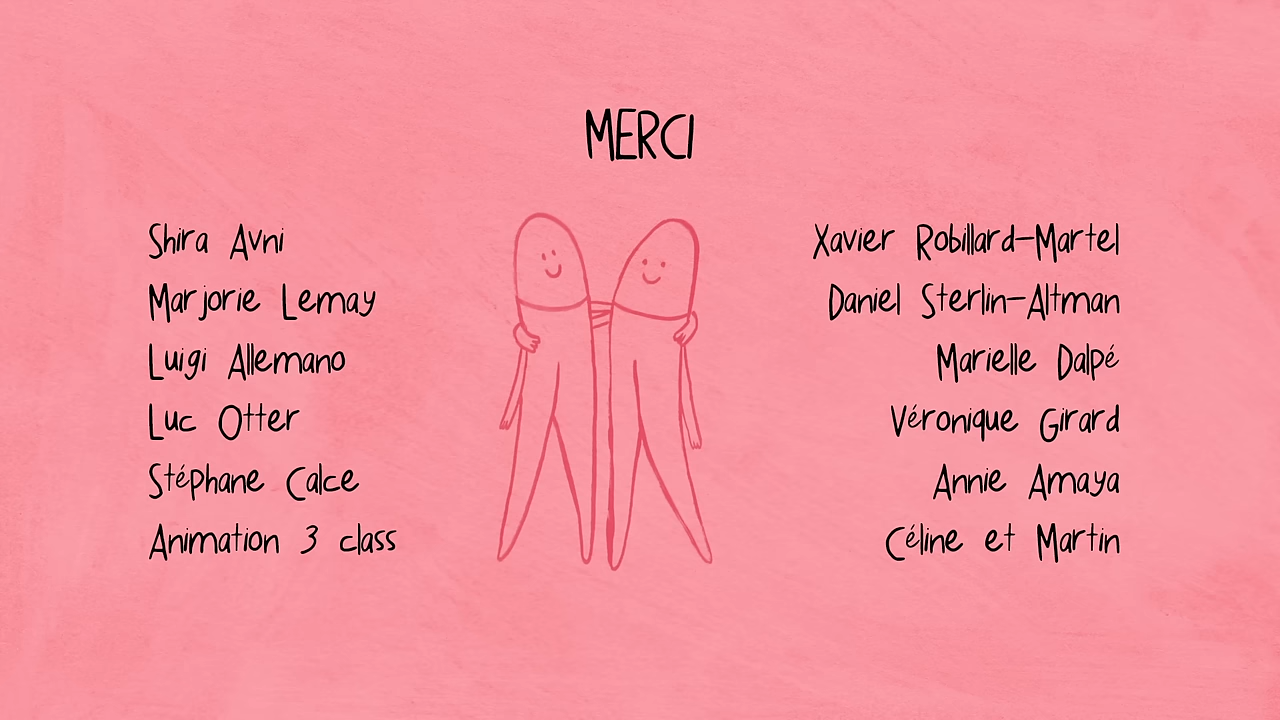 MERCI
Shira Avni
Marjorie Lemay
Luigi Allemano
Luc Otter
Stéphane Calce
Animation 3 class
Xavier Robillard-Martel
Daniel Sterlin-Altman
Marielle Dalpé
Véronique Girard
Annie Amaya
Céline et Martin